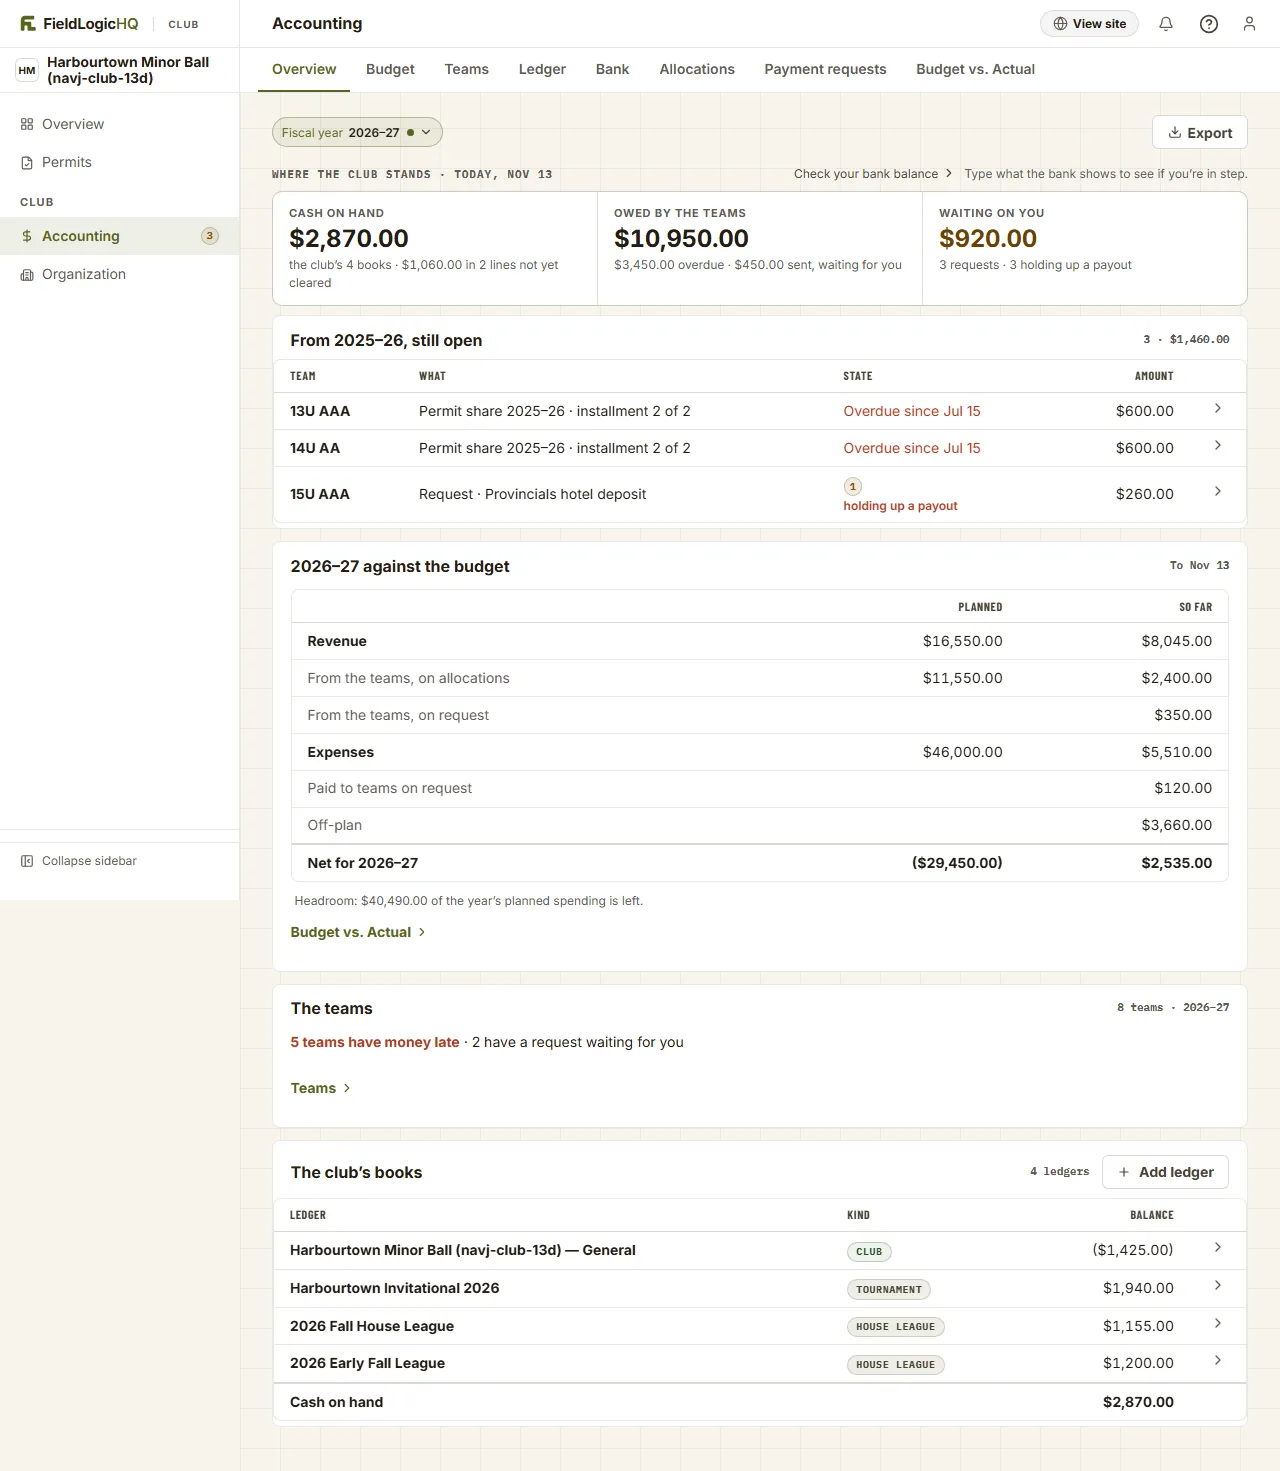 FieldLogicHQ
CLUB
Accounting
View site
HM
Harbourtown Minor Ball
(navj-club-13d)
Overview
Budget
Teams
Ledger
Bank
Allocations
Payment requests
Budget vs. Actual
Overview
Permits
CLUB
Accounting
3
Organization
Collapse sidebar
Fiscal year 2026–27
Export
WHERE THE CLUB STANDS · TODAY, NOV 13
Check your bank balance
Type what the bank shows to see if you’re in step.
CASH ON HAND
$2,870.00
the club’s 4 books · $1,060.00 in 2 lines not yet
cleared
OWED BY THE TEAMS
$10,950.00
$3,450.00 overdue · $450.00 sent, waiting for you
WAITING ON YOU
$920.00
3 requests · 3 holding up a payout
From 2025–26, still open
3 · $1,460.00
TEAM WHAT STATE AMOUNT
13U AAA Permit share 2025–26 · installment 2 of 2 Overdue since Jul 15 $600.00
14U AA Permit share 2025–26 · installment 2 of 2 Overdue since Jul 15 $600.00
15U AAA Request · Provincials hotel deposit 1 holding up a payout $260.00
2026–27 against the budget
To Nov 13
PLANNED SO FAR
Revenue $16,550.00 $8,045.00
From the teams, on allocations $11,550.00 $2,400.00
From the teams, on request $350.00
Expenses $46,000.00 $5,510.00
Paid to teams on request $120.00
Off-plan $3,660.00
Net for 2026–27 ($29,450.00) $2,535.00
Headroom: $40,490.00 of the year’s planned spending is left.
Budget vs. Actual
The teams
8 teams · 2026–27
5 teams have money late · 2 have a request waiting for you
Teams
The club’s books
4 ledgers
Add ledger
LEDGER KIND BALANCE
Harbourtown Minor Ball (navj-club-13d) — General CLUB ($1,425.00)
Harbourtown Invitational 2026 TOURNAMENT $1,940.00
2026 Fall House League HOUSE LEAGUE $1,155.00
2026 Early Fall League HOUSE LEAGUE $1,200.00
Cash on hand $2,870.00